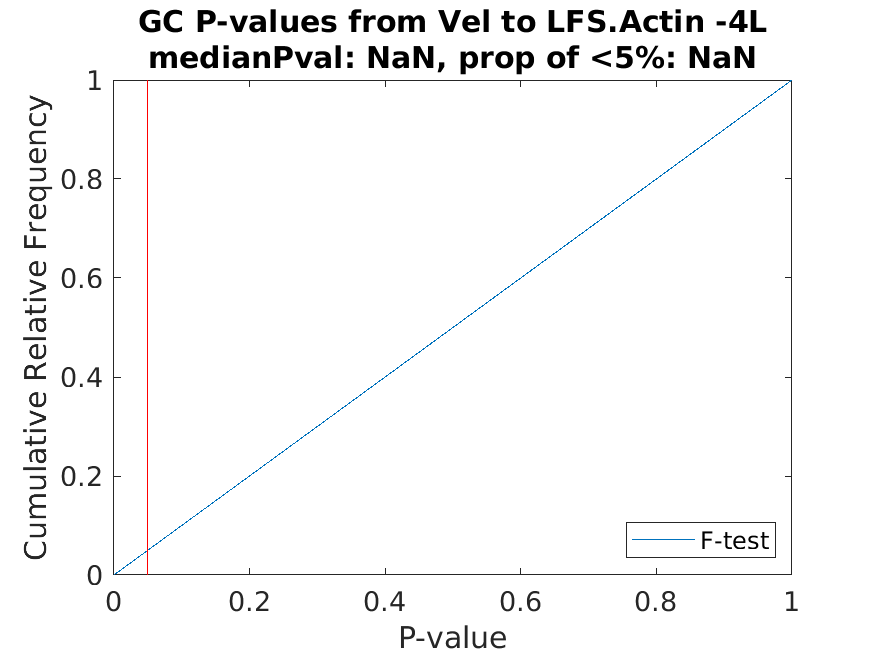 GC P-values from Vel to LFS.Actin -4L
medianPval: NaN, prop of <5%: NaN
Cumulative Relative Frequency
1
0.8
0.6
0.4
0.2
0
F-test
0 0.2 0.4 0.6 0.8 1
P-value